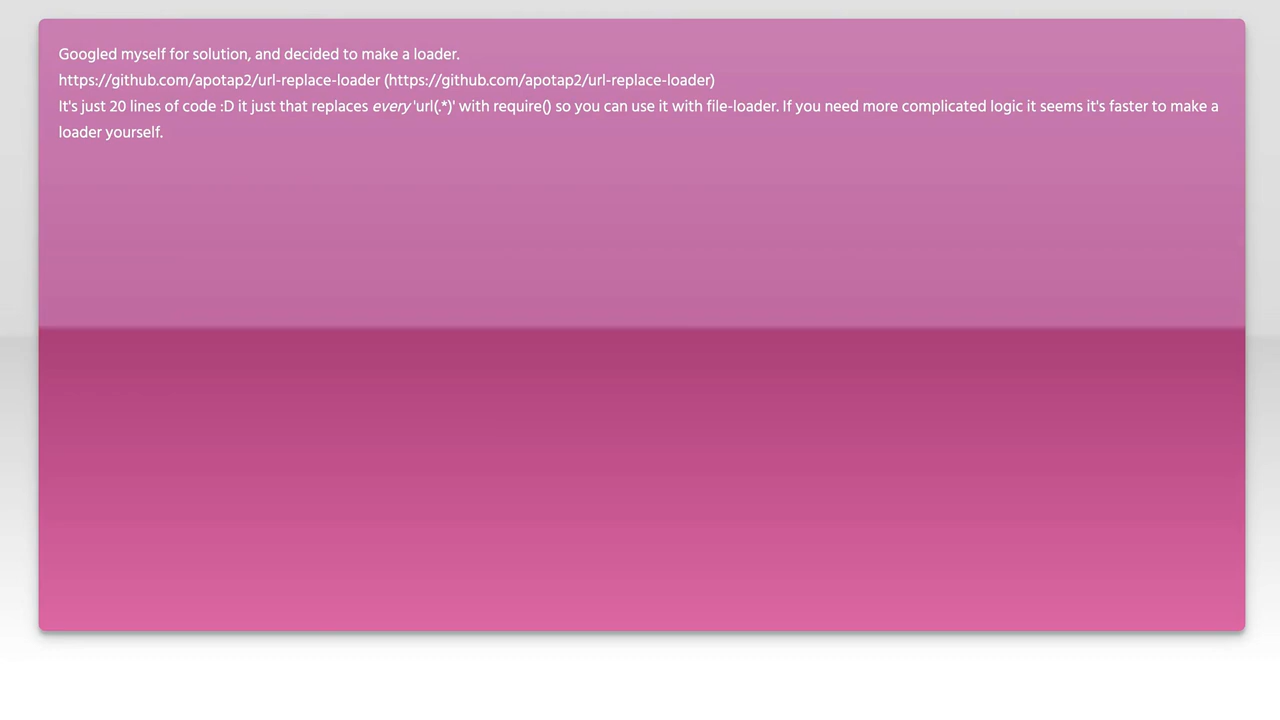 Googled myself for solution, and decided to make a loader.
https://github.com/apotap2/url-replace-loader (https://github.com/apotap2/url-replace-loader)
It's just 20 lines of code :D it just that replaces every 'url(.*)' with require() so you can use it with file-loader. If you need more complicated logic it seems it's faster to make a
loader yourself.